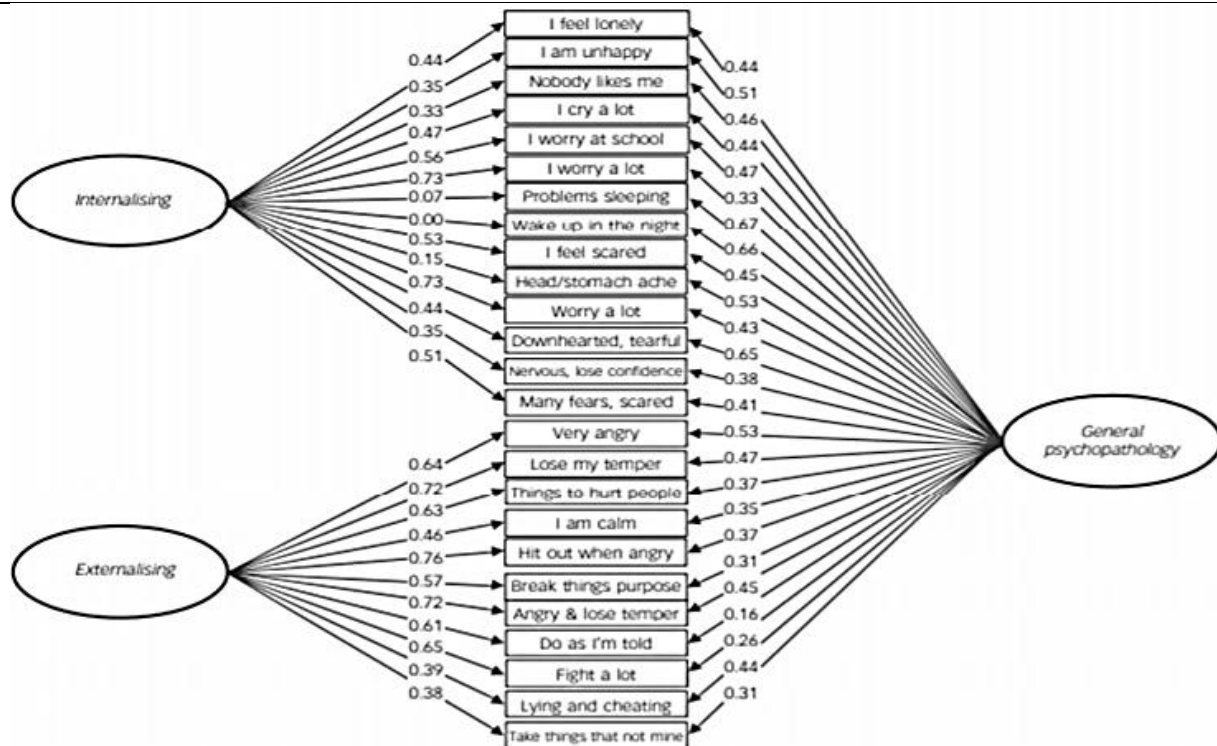 I feel lonely
I am unhappy
Nobody likes me
I cry a lot
I worry at school
I worry a lot
Problems sleeping
Wake up in the night
I feel scared
Head/stomach ache
Worry a lot
Downhearted, tearful
Nervous, lose confidence
Many fears, scared
Very angry
Lose my temper
Things to hurt people
I am calm
Hit out when angry
Break things purpose
Angry & lose temper
Do as I'm told
Fight a lot
Lying and cheating
Take things that not mine
Internalising
0.44
0.35
0.33
0.47
0.56
0.73
0.07
0.00
0.53
0.15
0.73
0.44
0.35
0.51
Externalising
0.64
0.72
0.63
0.46
0.76
0.57
0.72
0.61
0.65
0.39
0.38
0.44
0.51
0.46
0.44
0.47
0.33
0.67
0.66
0.45
0.53
0.43
0.65
0.38
0.41
0.53
0.47
0.37
0.35
0.37
0.31
0.45
0.16
0.26
0.44
0.31
General
psychopathology